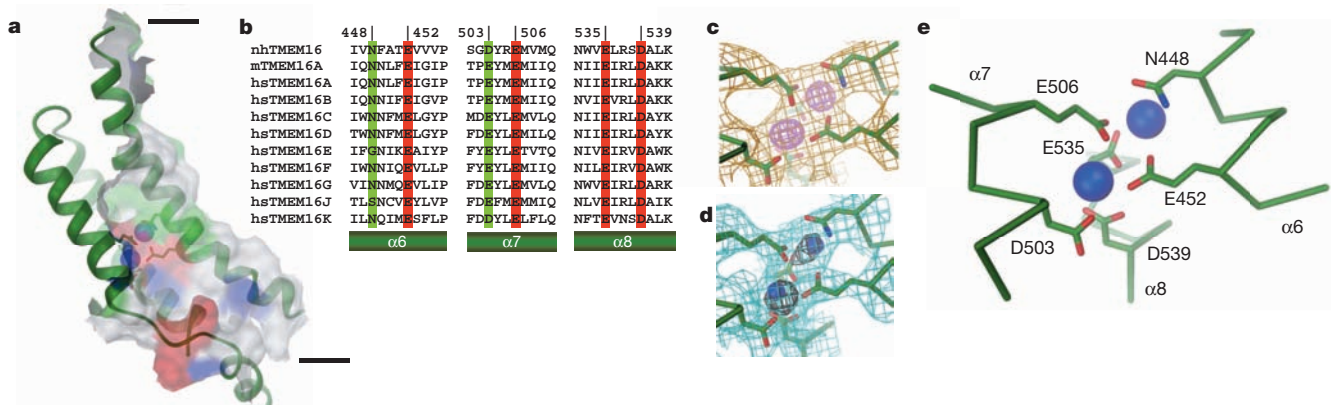 a
b
448 452 503 506 535 539
nhTMEM16 IVNFATEVVVP SGDYREMVMQ NWVELRSDALK
mTMEM16A IQNNLFEIGIP TPEYMEMIIQ NIIEIRLDAKK
hsTMEM16A IQNNLFEIGIP TPEYMEMIIQ NIIEIRLDAKK
hsTMEM16B IQNNIFEIGVP TPEYMEMIIQ NVIEIRLDAKK
hsTMEM16C IWNNFMELGYP MDEYLEMVLQ NIIEIRLDAYK
hsTMEM16D IWNNFMELGYP FDEYLEMILQ NIIEIRLDAYK
hsTMEM16E IFGNIKEAIYP FYEYLETVTQ NIVEIRVDAWK
hsTMEM16F IWNNIQEVLLP FYEYLEMIIQ NILEIRVDAWK
hsTMEM16G VINNMQEVLIP FDEYLEMVLQ NWVEIRLDARK
hsTMEM16J TLSNCVEYLVP FDEFMEMMIQ NLVEIRLDIRK
hsTMEM16K ILNQIMESFLP FDDYLELFLQ NFTEVNSDALK
α6 α7 α8
c
d
e
α7
E506
N448
E535
E452
D503
D539
α8
α6